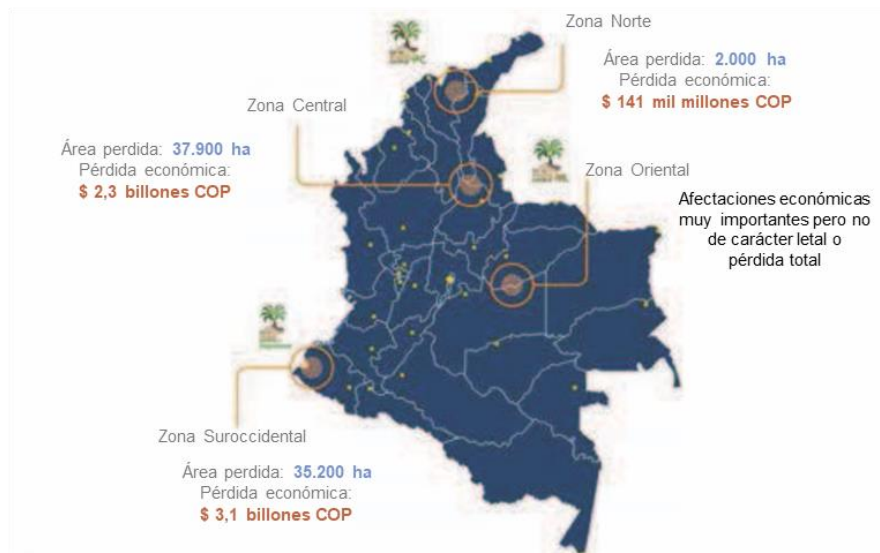 Zona Norte
Área perdida: 2.000 ha
Pérdida económica:
$ 141 mil millones COP
Zona Central
Área perdida: 37.900 ha
Pérdida económica:
$ 2,3 billones COP
Zona Oriental
Afectaciones económicas
muy importantes pero no
de carácter letal o
pérdida total
Zona Suroccidental
Área perdida: 35.200 ha
Pérdida económica:
$ 3,1 billones COP